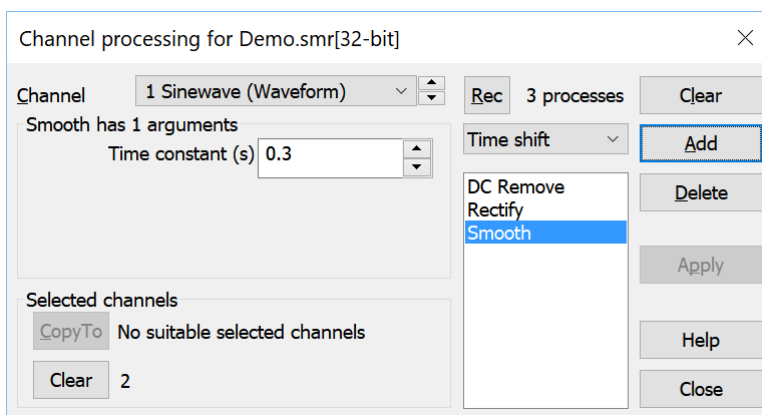 Channel processing for Demo.smr[32-bit]
Channel 1 Sinewave (Waveform) Rec 3 processes Clear
Smooth has 1 arguments
Time constant (s) 0.3
Time shift Add
DC Remove
Rectify
Smooth
Delete
Apply
Selected channels
CopyTo No suitable selected channels
Clear 2
Help
Close